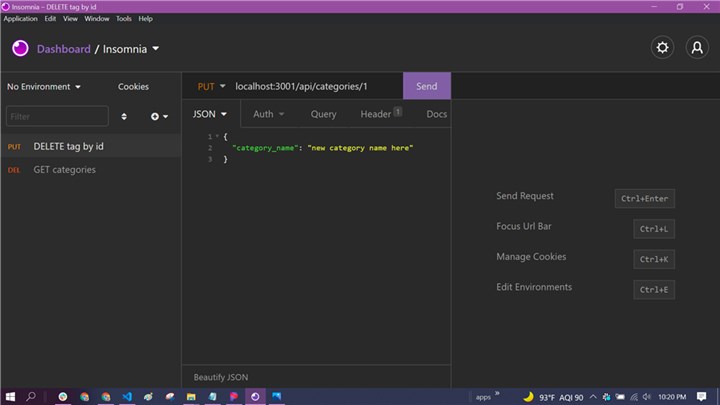 Insomnia - DELETE tag by id
Application Edit View Window Tools Help
Dashboard / Insomnia
No Environment Cookies
Filter
PUT DELETE tag by id
DEL GET categories
PUT localhost:3001/api/categories/1 Send
JSON Auth Query Header 1 Docs
1 {
2 "category_name": "new category name here"
3 }
Beautify JSON
Send Request Ctrl+Enter
Focus Url Bar Ctrl+L
Manage Cookies Ctrl+K
Edit Environments Ctrl+E
apps » 93°F AQI 90 10:20 PM